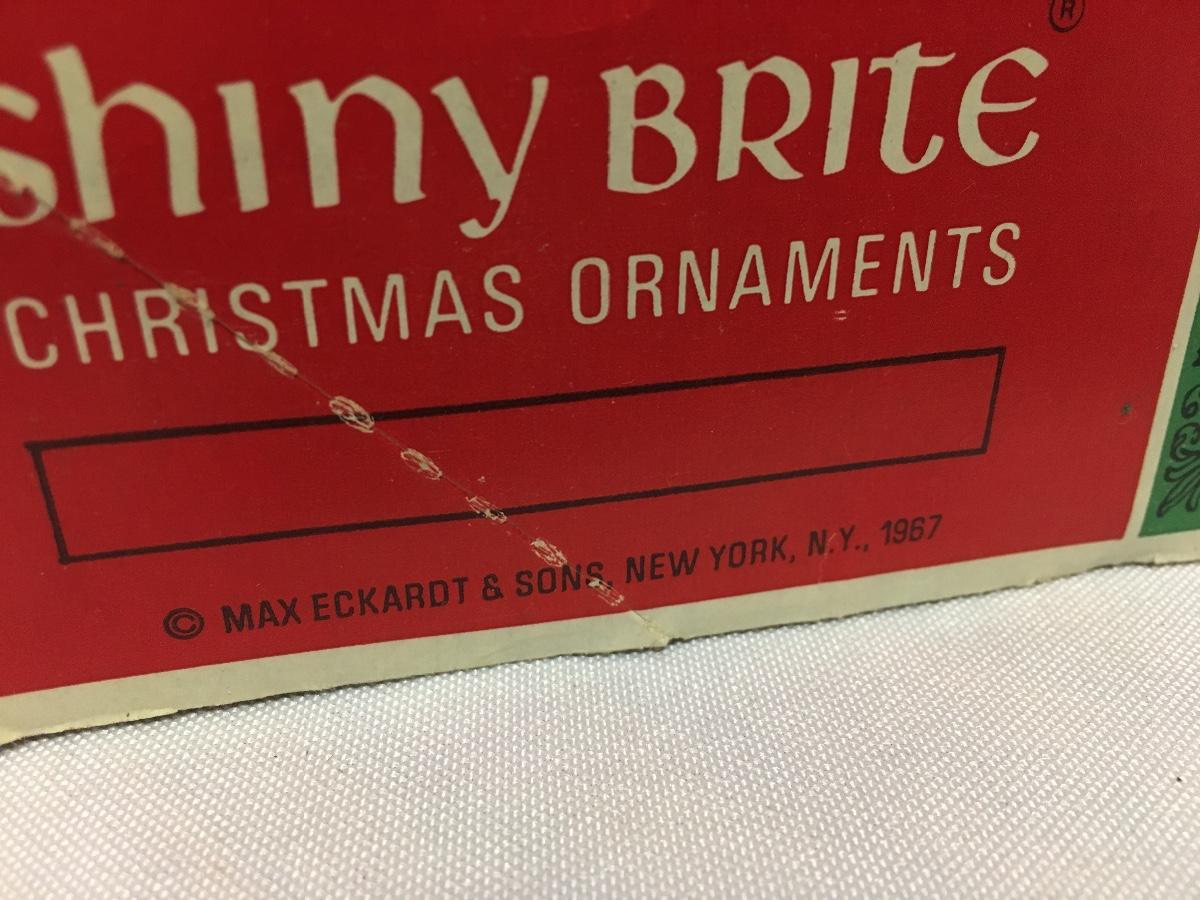 shiny BRITE ®
CHRISTMAS ORNAMENTS
© MAX ECKARDT & SONS, NEW YORK, N.Y., 1967